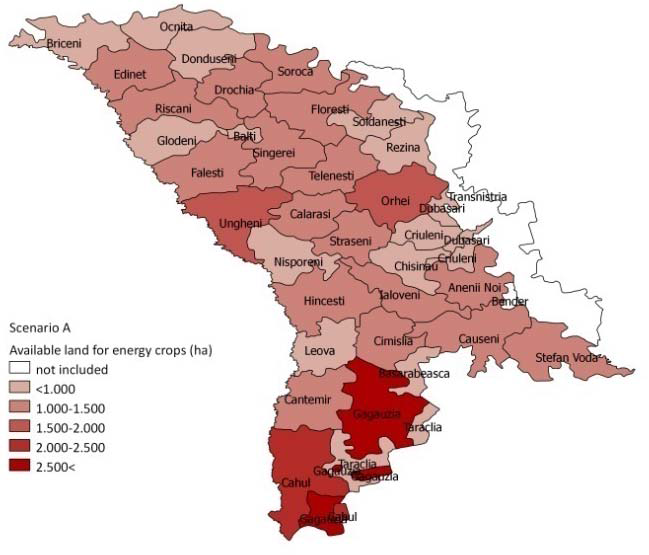 Ocnita
Briceni
Donduseni
Edinet
Soroca
Drochia
Riscani
Floresti
Soldanesti
Glodeni
Balti
Rezina
Singerei
Falesti
Telenesti
Transnistria
Orhei
Dubasari
Ungheni
Calarasi
Straseni
Criuleni
Dubasari
Nisporeni
Chisinau
Criuleni
Anenii Noi
Hincesti
Ialoveni
Bender
Cimislia
Causeni
Leova
Stefan Voda
Basarabeasca
Cantemir
Gagauzia
Taraclia
Taraclia
Gagauzia
Gagauzia
Cahul
Gagauzia
Cahul
Scenario A
Available land for energy crops (ha)
not included
<1.000
1.000-1.500
1.500-2.000
2.000-2.500
2.500<